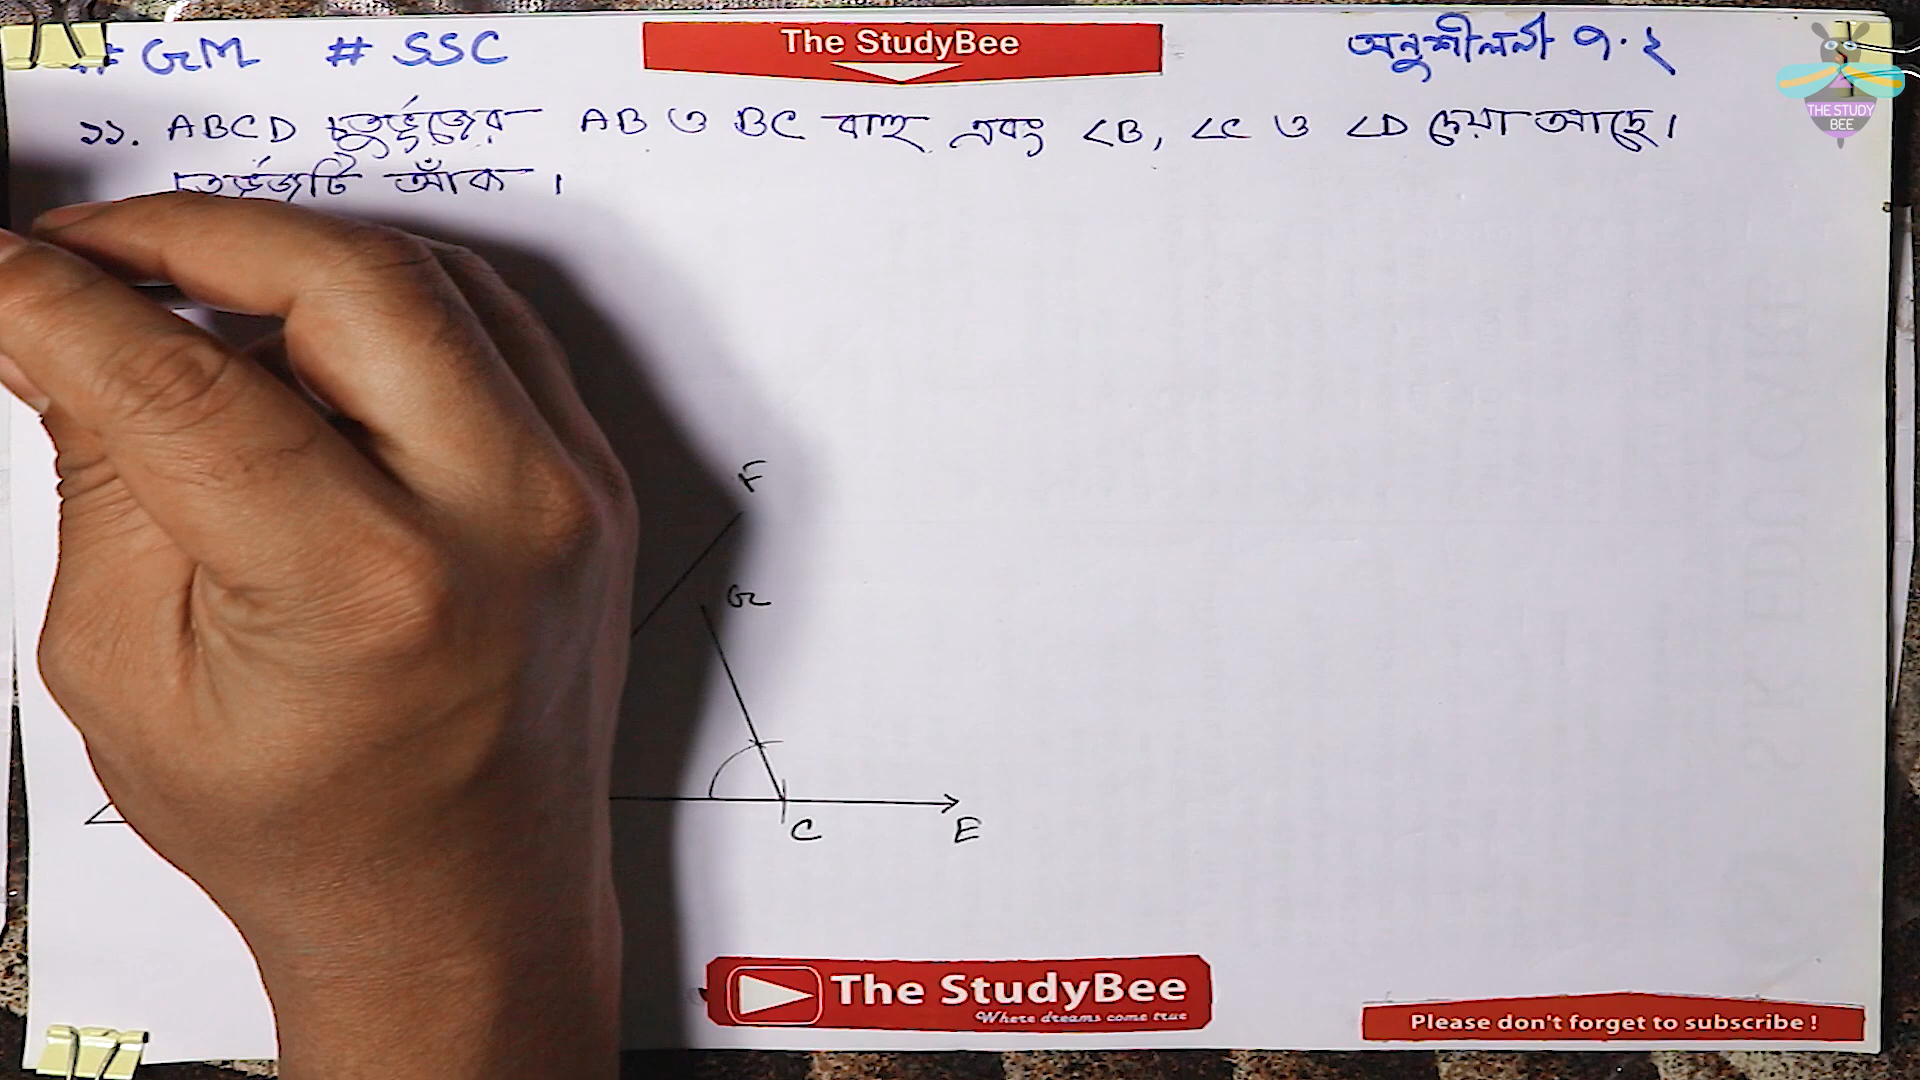 # GM # SSC
The StudyBee
অনুশীলনী ৭.২
THE STUDY
BEE
১১. ABCD চতুর্ভুজের AB ও BC বাহু এবং ∠B, ∠C ও ∠D দেয়া আছে।
চতুর্ভুজটি আঁক ।
F
G
C
E
The StudyBee
Where dreams come true
Please don't forget to subscribe !